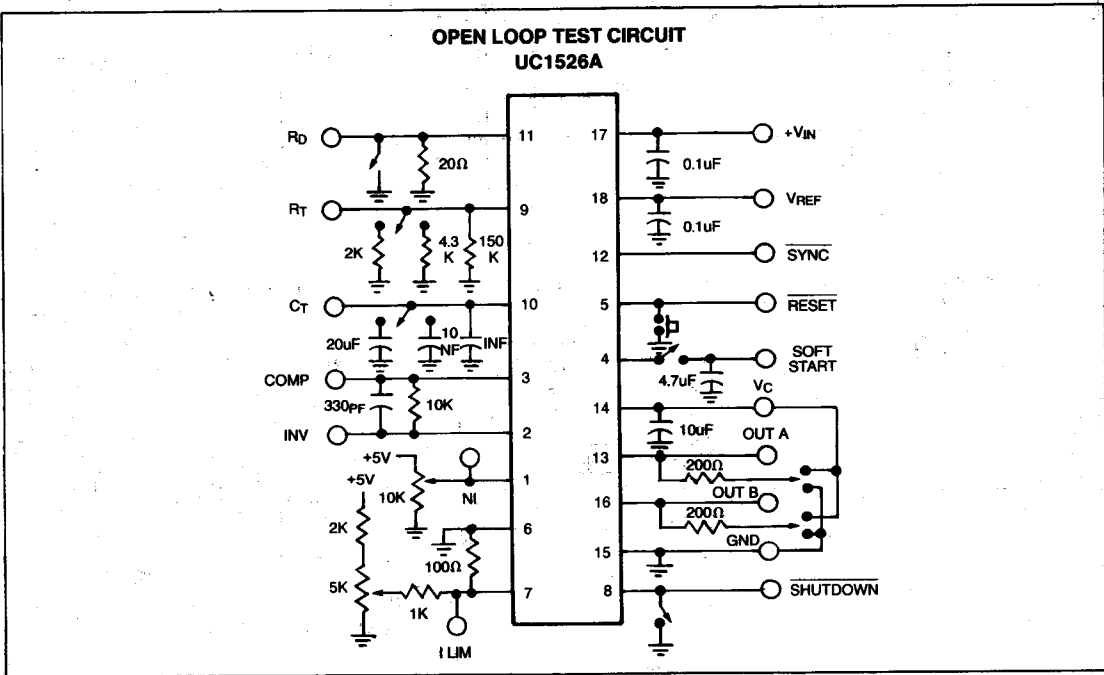 OPEN LOOP TEST CIRCUIT
UC1526A
RD
11
20Ω
RT
9
2K
4.3
K
150
K
CT
10
20uF
10
NF
INF
COMP
3
330PF
10K
INV
2
+5V
10K
NI
1
+5V
2K
6
100Ω
5K
1K
7
I LIM
17
+VIN
0.1uF
18
VREF
0.1uF
12
SYNC
5
RESET
4
SOFT
START
4.7uF
VC
14
10uF
OUT A
13
200Ω
OUT B
16
200Ω
GND
15
8
SHUTDOWN